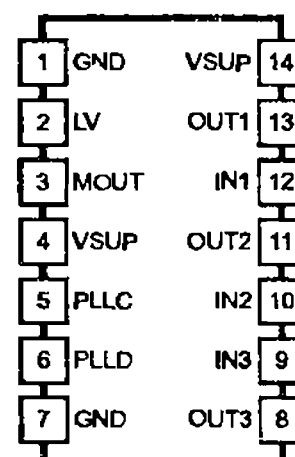 1 GND VSUP 14
2 LV OUT1 13
3 MOUT IN1 12
4 VSUP OUT2 11
5 PLLC IN2 10
6 PLLD IN3 9
7 GND OUT3 8